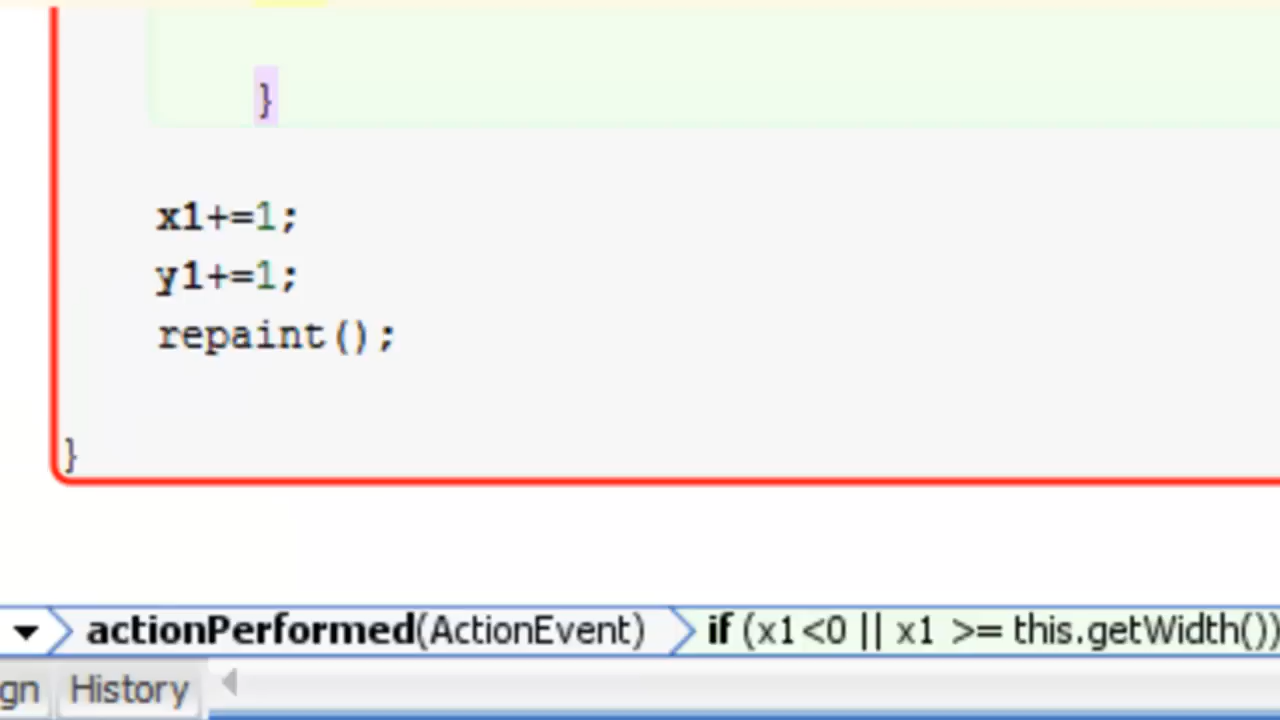 }
x1+=1;
y1+=1;
repaint();
}
actionPerformed(ActionEvent) if (x1<0 || x1 >= this.getWidth())
gn History